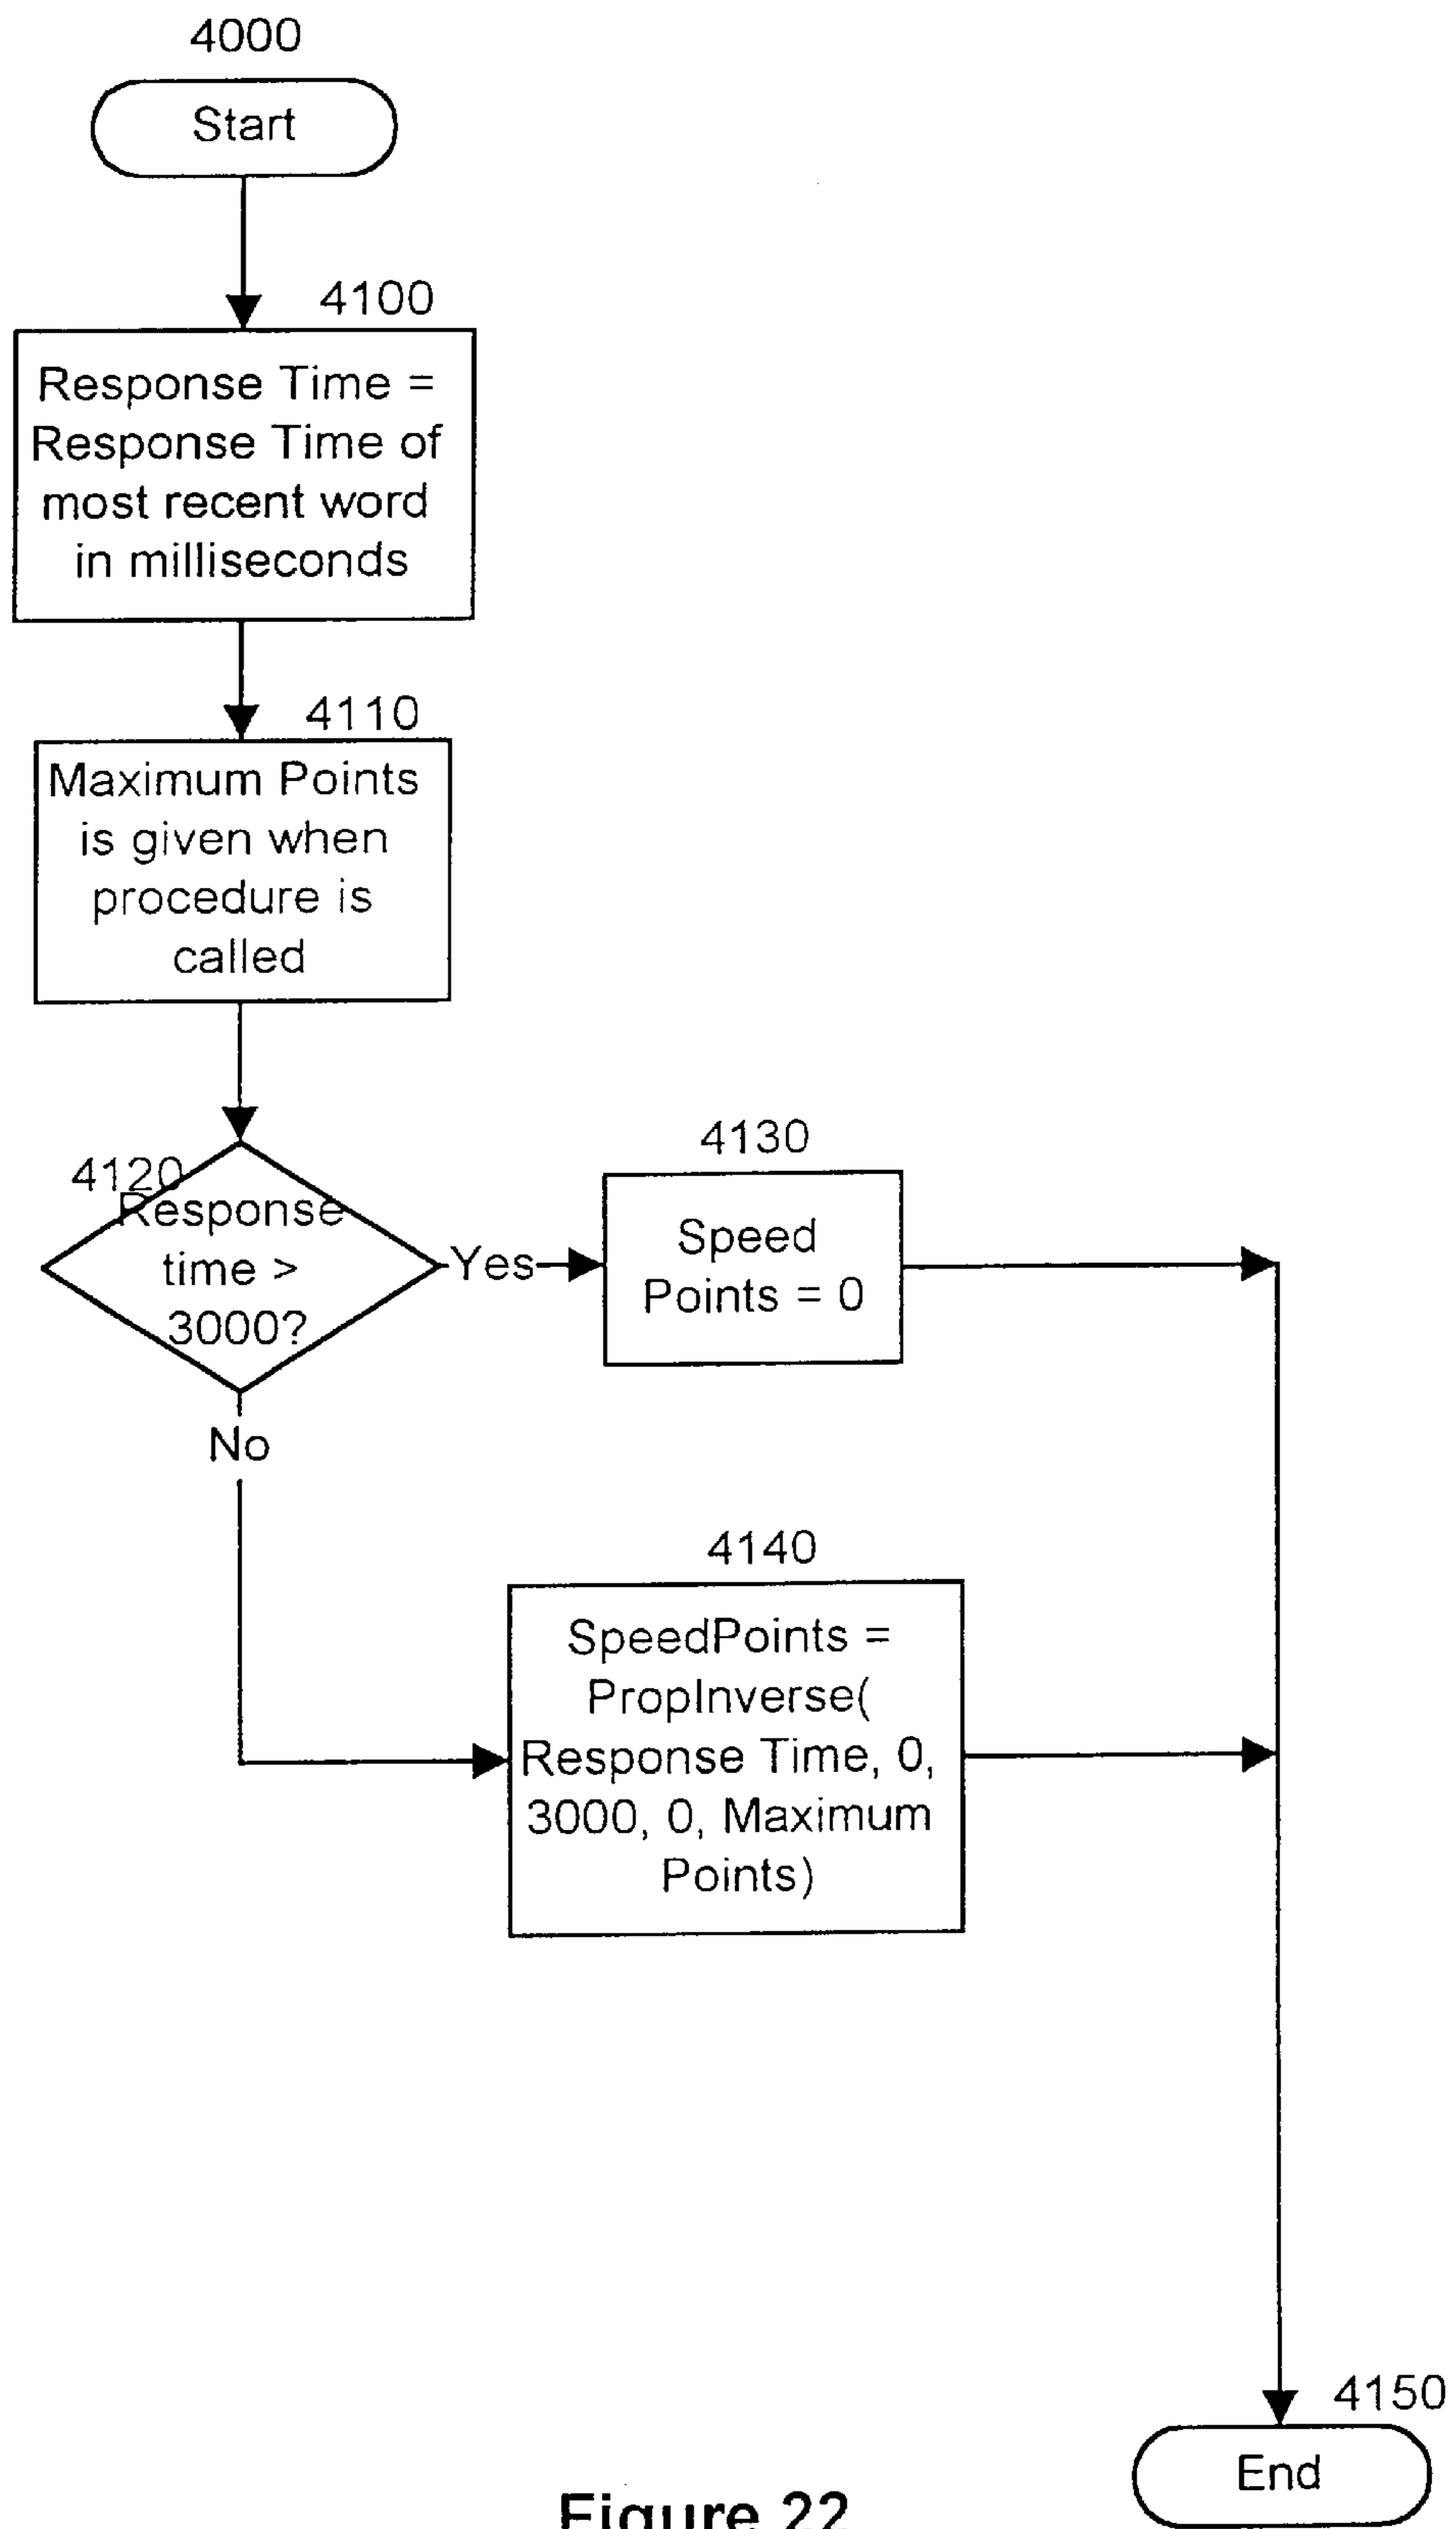 4000
Start
4100
Response Time =
Response Time of
most recent word
in milliseconds
4110
Maximum Points
is given when
procedure is
called
4120
Response
time >
3000?
Yes
No
4130
Speed
Points = 0
4140
SpeedPoints =
PropInverse(
Response Time, 0,
3000, 0, Maximum
Points)
4150
End
Figure 22